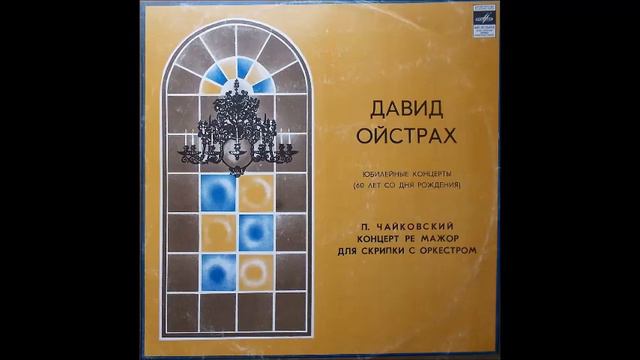 ДАВИД
ОЙСТРАХ
ЮБИЛЕЙНЫЕ КОНЦЕРТЫ
(60 ЛЕТ СО ДНЯ РОЖДЕНИЯ)
П. ЧАЙКОВСКИЙ
КОНЦЕРТ РЕ МАЖОР
ДЛЯ СКРИПКИ С ОРКЕСТРОМ